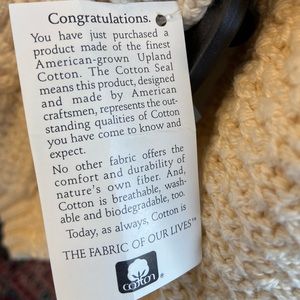 Congratulations.
You have just purchased a
product made of the finest
American-grown Upland
Cotton. The Cotton Seal
means this product, designed
and made by American
craftsmen, represents the out-
standing qualities of Cotton
you have come to know and
expect.
No other fabric offers the
comfort and durability of
nature's own fiber. And,
Cotton is breathable, wash-
able and biodegradable, too.
Today, as always, Cotton is
THE FABRIC OF OUR LIVES™
cotton®